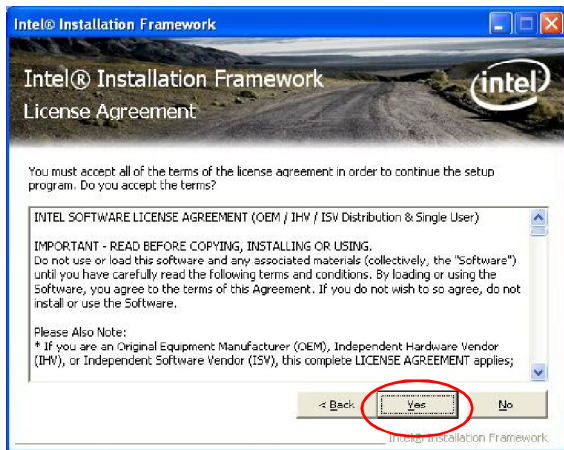 Intel® Installation Framework
Intel® Installation Framework
License Agreement
intel
You must accept all of the terms of the license agreement in order to continue the setup
program. Do you accept the terms?
INTEL SOFTWARE LICENSE AGREEMENT (OEM / IHV / ISV Distribution & Single User)
IMPORTANT - READ BEFORE COPYING, INSTALLING OR USING.
Do not use or load this software and any associated materials (collectively, the "Software")
until you have carefully read the following terms and conditions. By loading or using the
Software, you agree to the terms of this Agreement. If you do not wish to so agree, do not
install or use the Software.
Please Also Note:
* If you are an Original Equipment Manufacturer (OEM), Independent Hardware Vendor
(IHV), or Independent Software Vendor (ISV), this complete LICENSE AGREEMENT applies;
< Back Yes No
Intel® Installation Framework